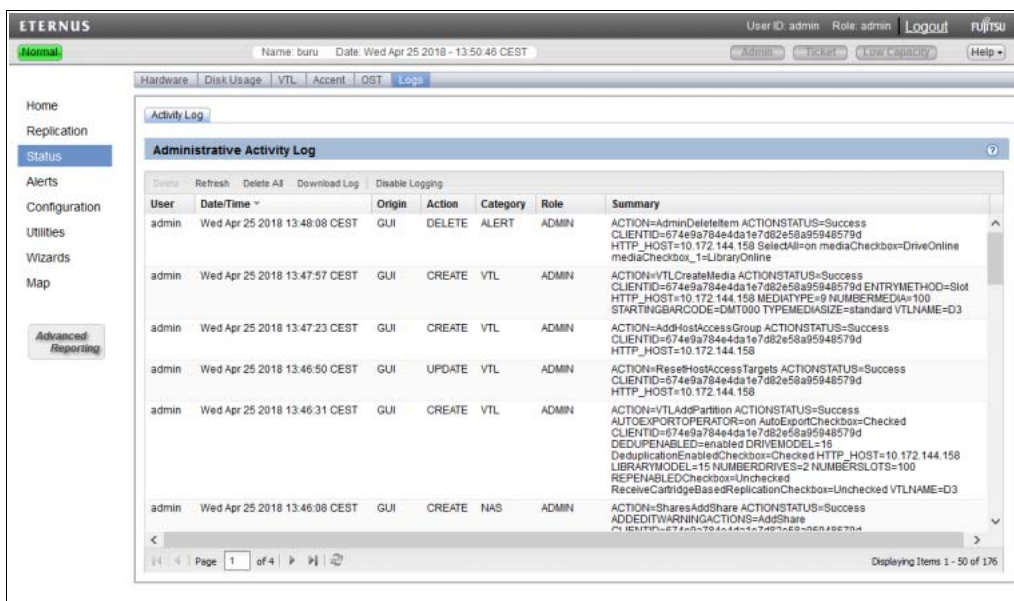 ETERNUS
User ID: admin Role: admin Logout FUJITSU
Normal
Name: buru Date: Wed Apr 25 2018 - 13:50:46 CEST
Admin Ticket Low Capacity Help
Hardware Disk Usage VTL Accent OST Logs
Home
Replication
Status
Alerts
Configuration
Utilities
Wizards
Map
Advanced
Reporting
Activity Log
Administrative Activity Log ?
Delete Refresh Delete All Download Log Disable Logging
User Date/Time Origin Action Category Role Summary
admin Wed Apr 25 2018 13:48:08 CEST GUI DELETE ALERT ADMIN ACTION=AdminDeleteItem ACTIONSTATUS=Success
CLIENTID=674e9a784e4da1e7d82e58a95948579d
HTTP_HOST=10.172.144.158 SelectAll=on mediaCheckbox=DriveOnline
mediaCheckbox_1=LibraryOnline
admin Wed Apr 25 2018 13:47:57 CEST GUI CREATE VTL ADMIN ACTION=VTLCreateMedia ACTIONSTATUS=Success
CLIENTID=674e9a784e4da1e7d82e58a95948579d ENTRYMETHOD=Slot
HTTP_HOST=10.172.144.158 MEDIATYPE=9 NUMBERMEDIA=100
STARTINGBARCODE=DMT000 TYPEMEDIASIZE=standard VTLNAME=D3
admin Wed Apr 25 2018 13:47:23 CEST GUI CREATE VTL ADMIN ACTION=AddHostAccessGroup ACTIONSTATUS=Success
CLIENTID=674e9a784e4da1e7d82e58a95948579d
HTTP_HOST=10.172.144.158
admin Wed Apr 25 2018 13:46:50 CEST GUI UPDATE VTL ADMIN ACTION=ResetHostAccessTargets ACTIONSTATUS=Success
CLIENTID=674e9a784e4da1e7d82e58a95948579d
HTTP_HOST=10.172.144.158
admin Wed Apr 25 2018 13:46:31 CEST GUI CREATE VTL ADMIN ACTION=VTLAddPartition ACTIONSTATUS=Success
AUTOEXPORTOPERATOR=on AutoExportCheckbox=Checked
CLIENTID=674e9a784e4da1e7d82e58a95948579d
DEDUPENABLED=enabled DRIVEMODEL=16
DeduplicationEnabledCheckbox=Checked HTTP_HOST=10.172.144.158
LIBRARYMODEL=15 NUMBERDRIVES=2 NUMBERSLOTS=100
REPENABLEDCheckbox=Unchecked
ReceiveCartridgeBasedReplicationCheckbox=Unchecked VTLNAME=D3
admin Wed Apr 25 2018 13:46:08 CEST GUI CREATE NAS ADMIN ACTION=SharesAddShare ACTIONSTATUS=Success
ADDEDITWARNINGACTIONS=AddShare
CLIENTID=674e9a784e4da1e7d82e58a95948579d
Page 1 of 4 Displaying Items 1 - 50 of 176